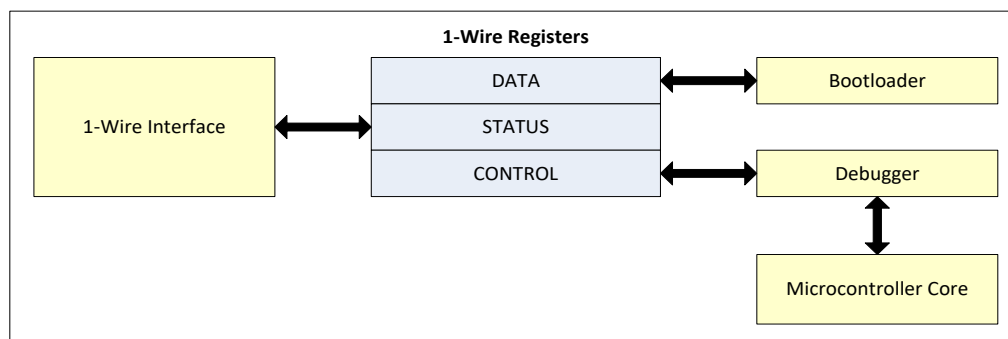 1-Wire Registers
1-Wire Interface
DATA
STATUS
CONTROL
Bootloader
Debugger
Microcontroller Core